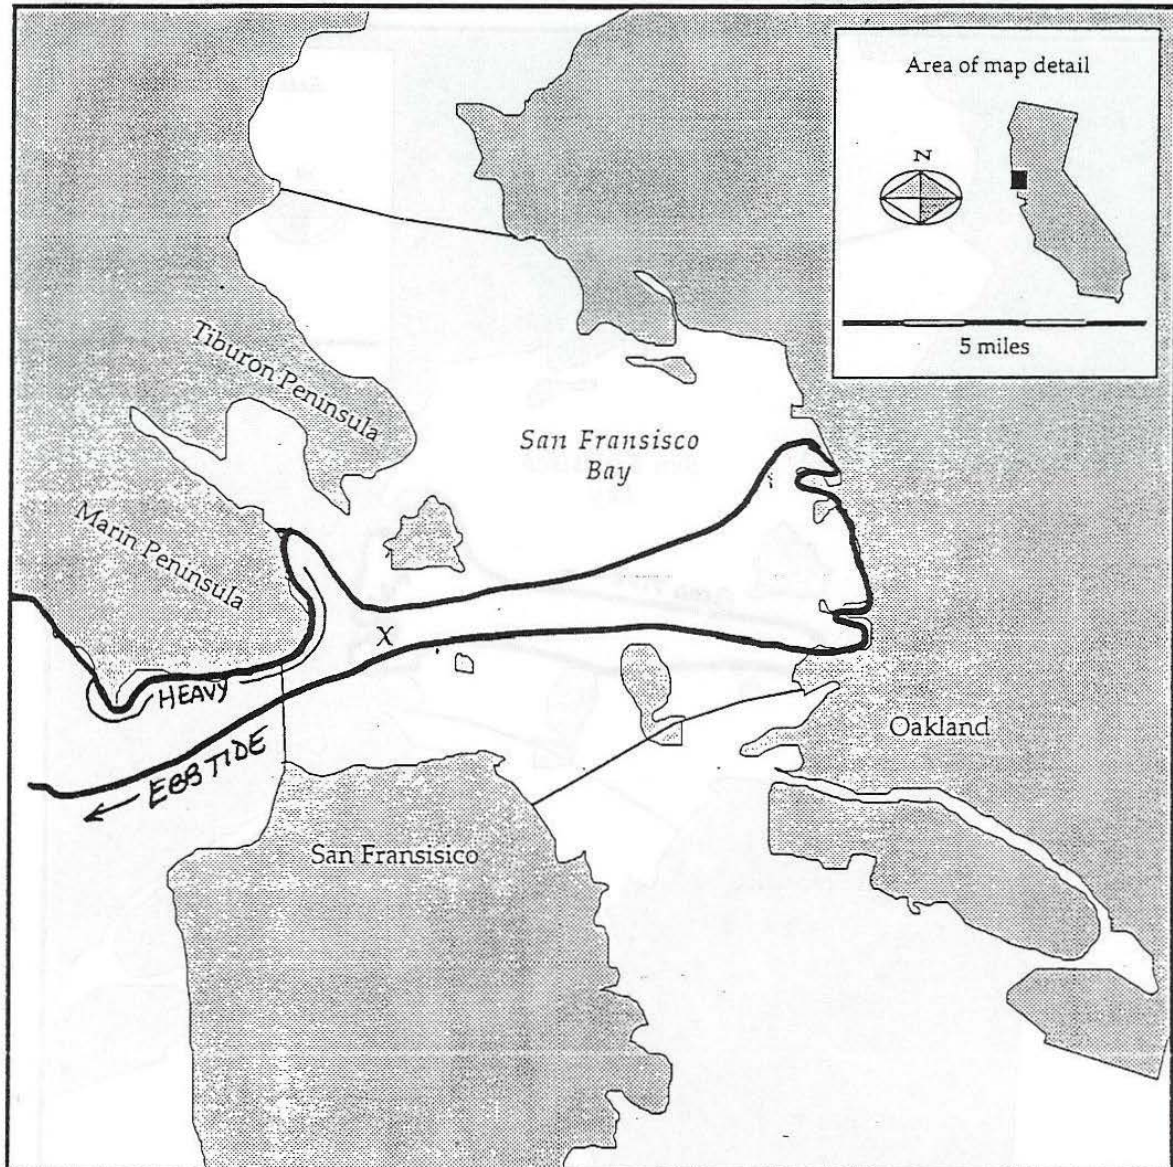 Area of map detail
N
5 miles
Tiburon Peninsula
San Fransisco
Bay
Marin Peninsula
X
HEAVY
EBB TIDE
Oakland
San Fransisico